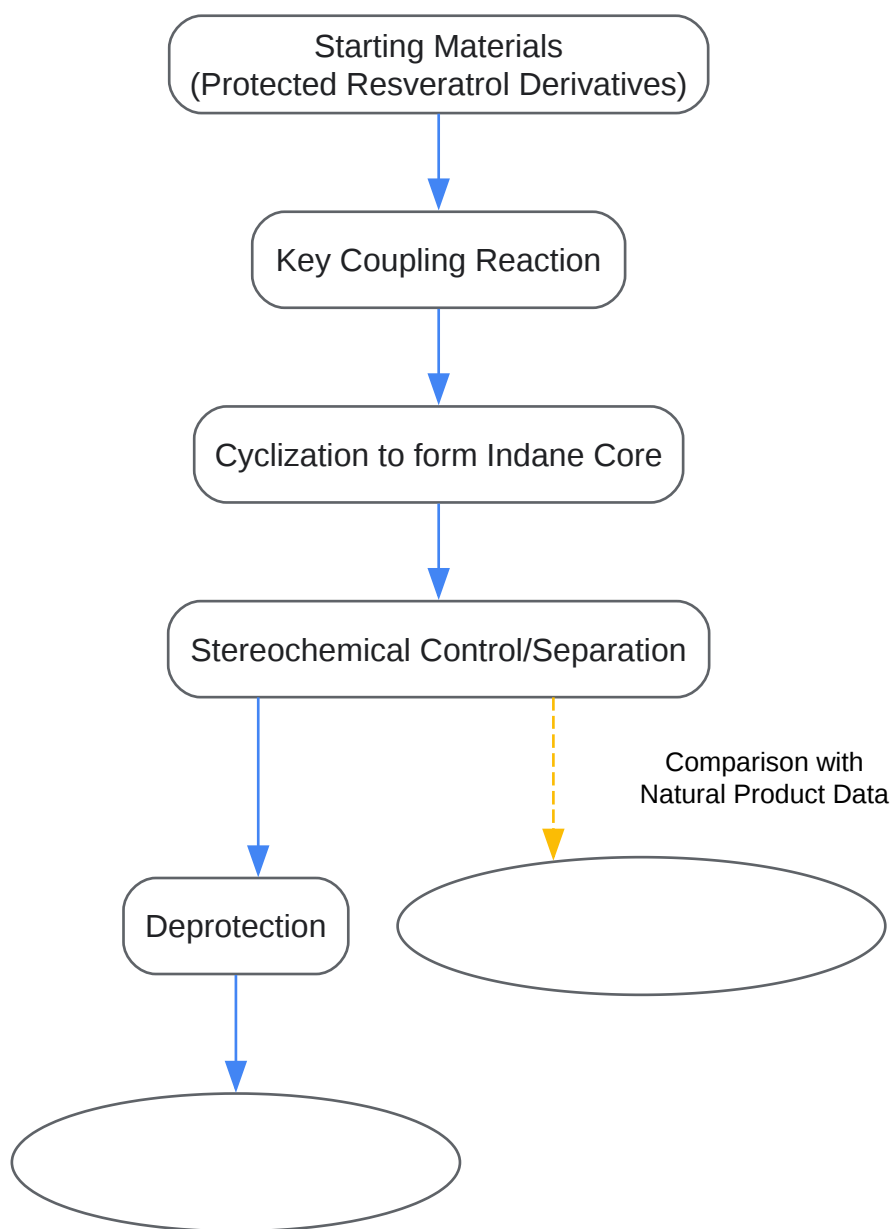 Starting Materials
(Protected Resveratrol Derivatives)
Key Coupling Reaction
Cyclization to form Indane Core
Stereochemical Control/Separation
Comparison with
Natural Product Data
Deprotection